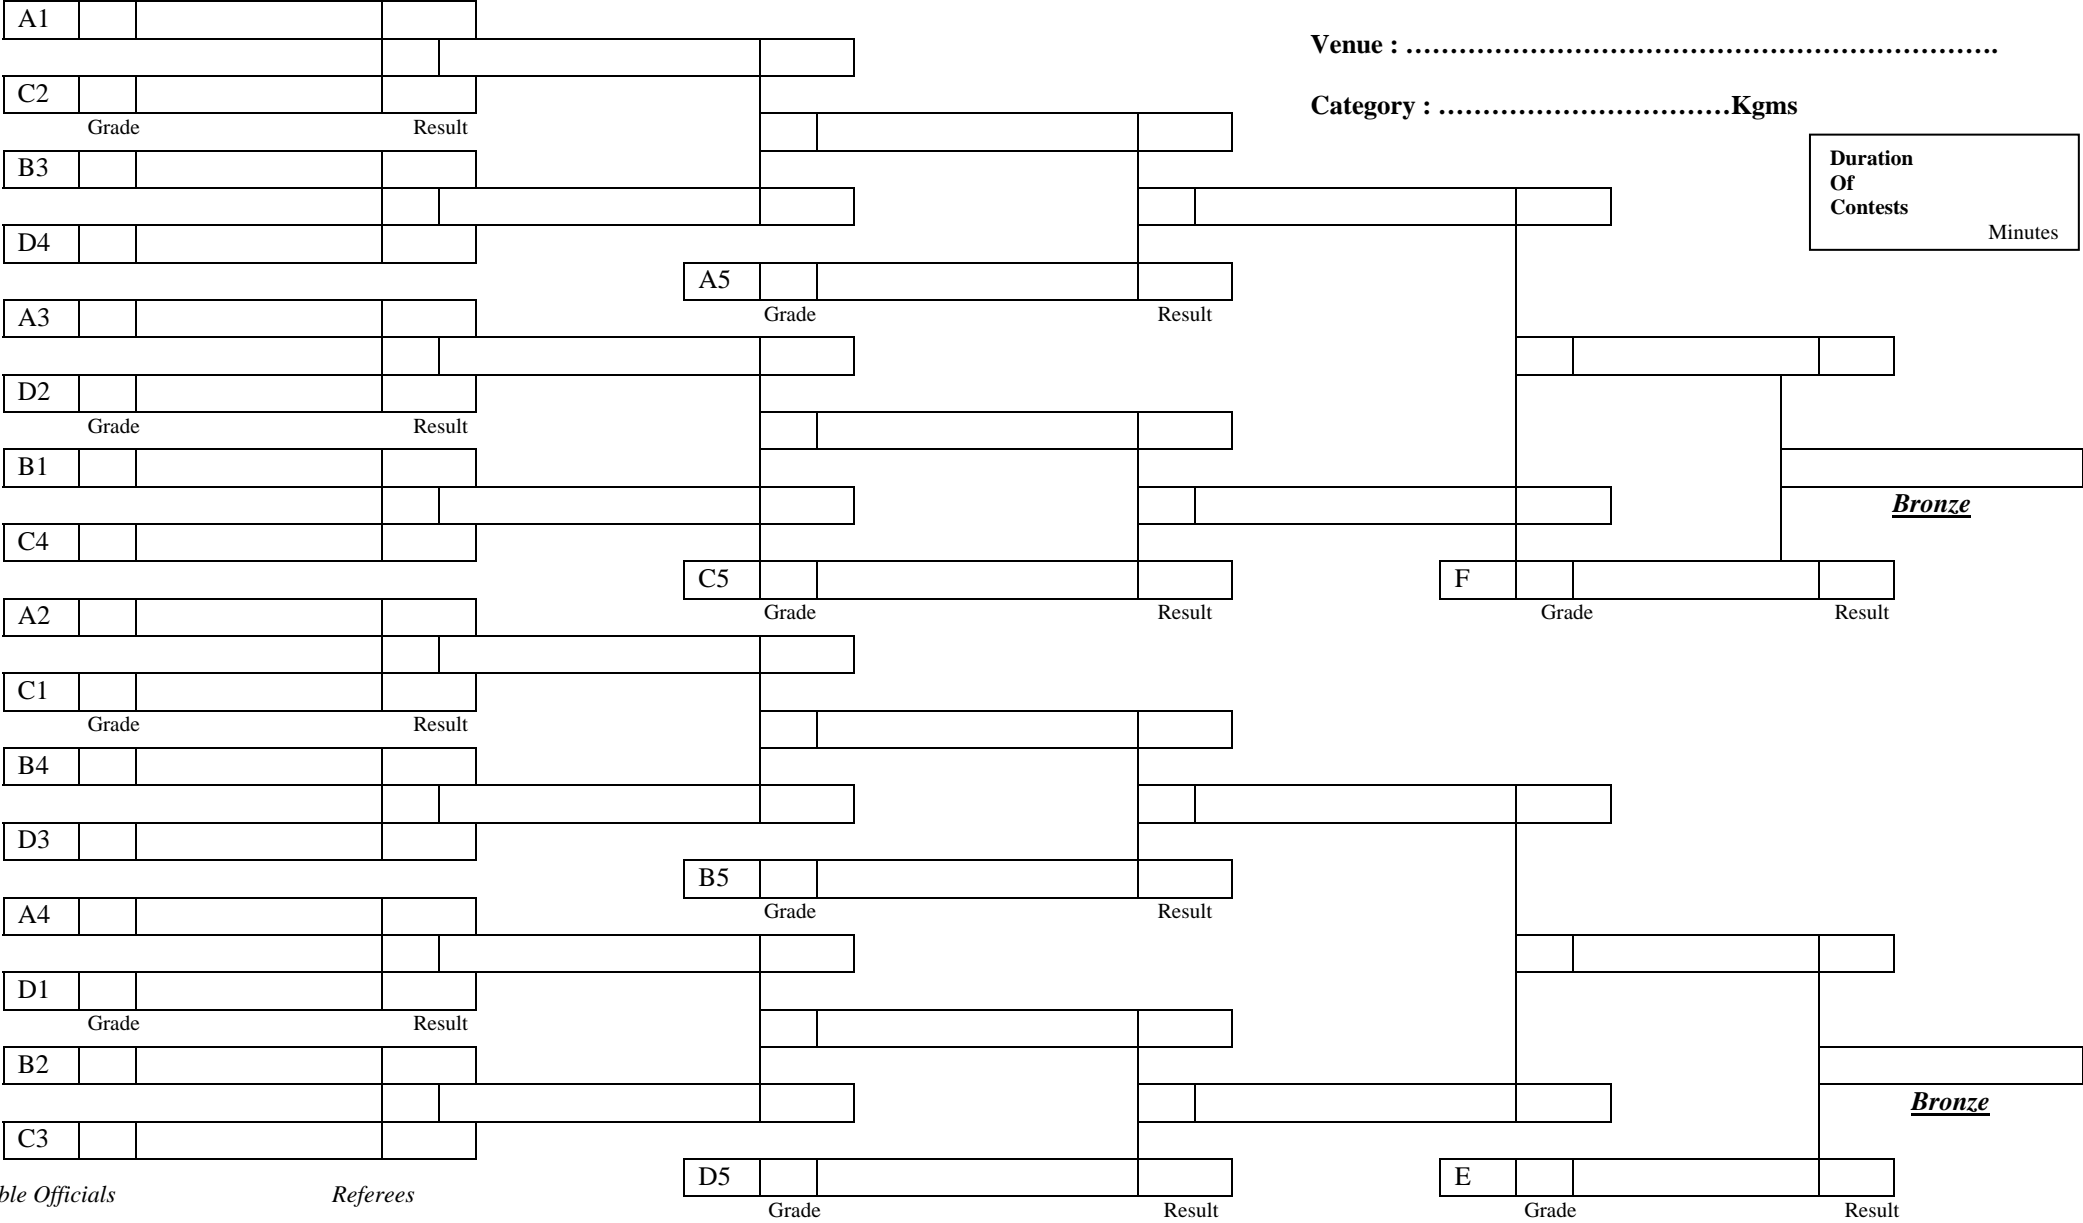 A1
Venue : ……………………………………………………………….
C2
Category : ……………………………Kgms
Grade Result
Duration
Of
Contests
Minutes
B3
D4
A5
Grade Result
A3
D2
Grade Result
B1
Bronze
C4
C5 F
Grade Result Grade Result
A2
C1
Grade Result
B4
D3
B5
Grade Result
A4
D1
Grade Result
B2
Bronze
C3
D5 E
Officials Referees
Grade Result Grade Result